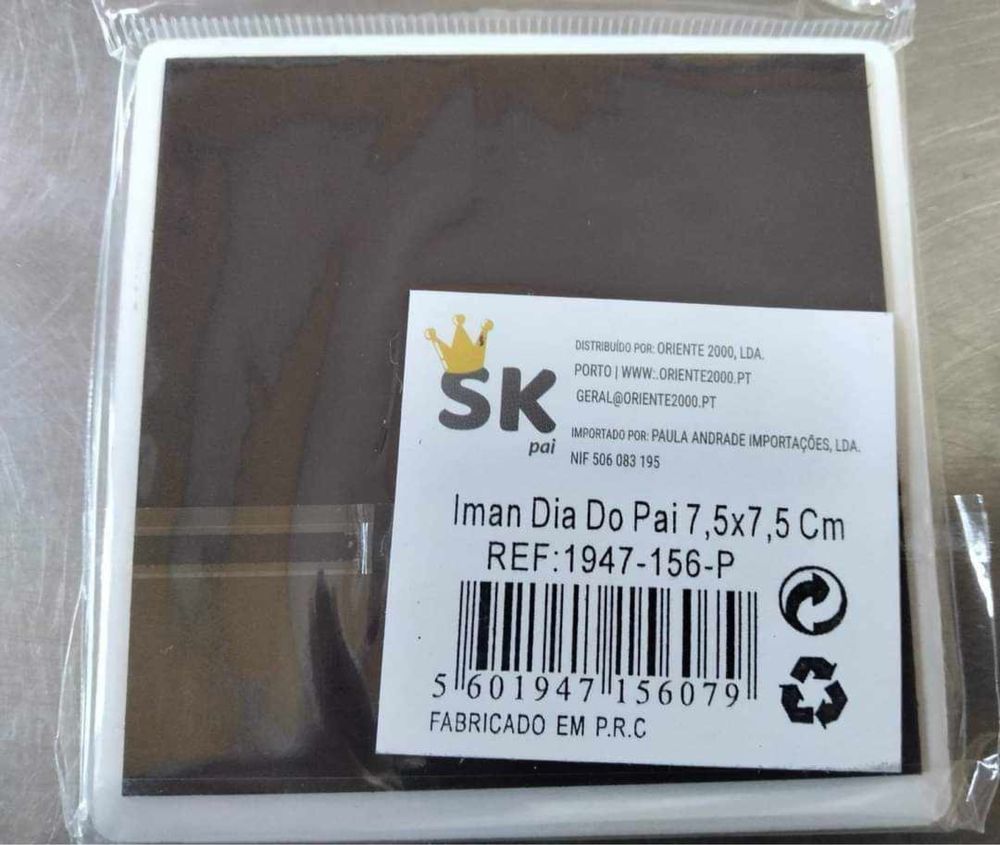 SK
pai
DISTRIBUÍDO POR: ORIENTE 2000, LDA.
PORTO | WWW:.ORIENTE2000.PT
GERAL@ORIENTE2000.PT
IMPORTADO POR: PAULA ANDRADE IMPORTAÇÕES, LDA.
NIF 506 083 195
Iman Dia Do Pai 7,5x7,5 Cm
REF:1947-156-P
5 601947 156079
FABRICADO EM P.R.C